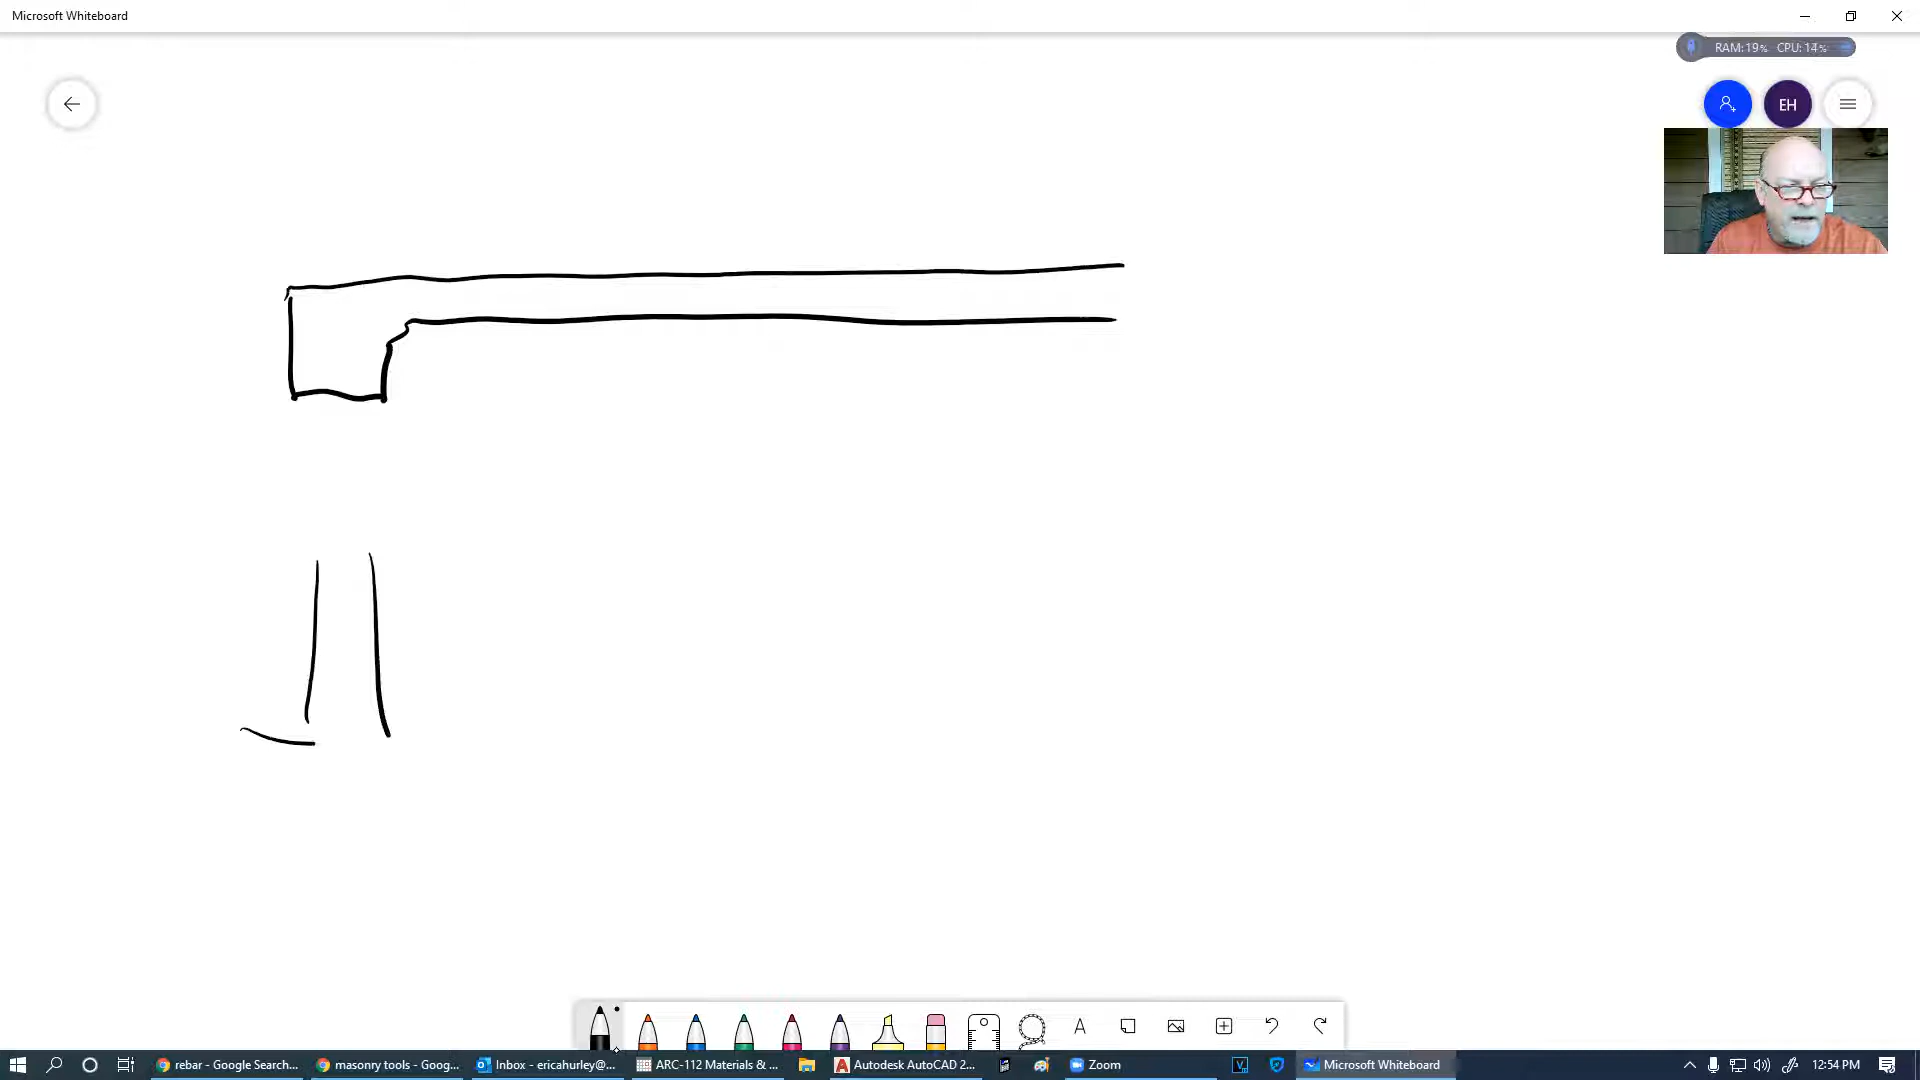 Microsoft Whiteboard
RAM:19% CPU:14%
EH
A
rebar - Google Search...
masonry tools - Goog...
Inbox - ericahurley@...
ARC-112 Materials & ...
Autodesk AutoCAD 2...
Zoom
Microsoft Whiteboard
12:54 PM